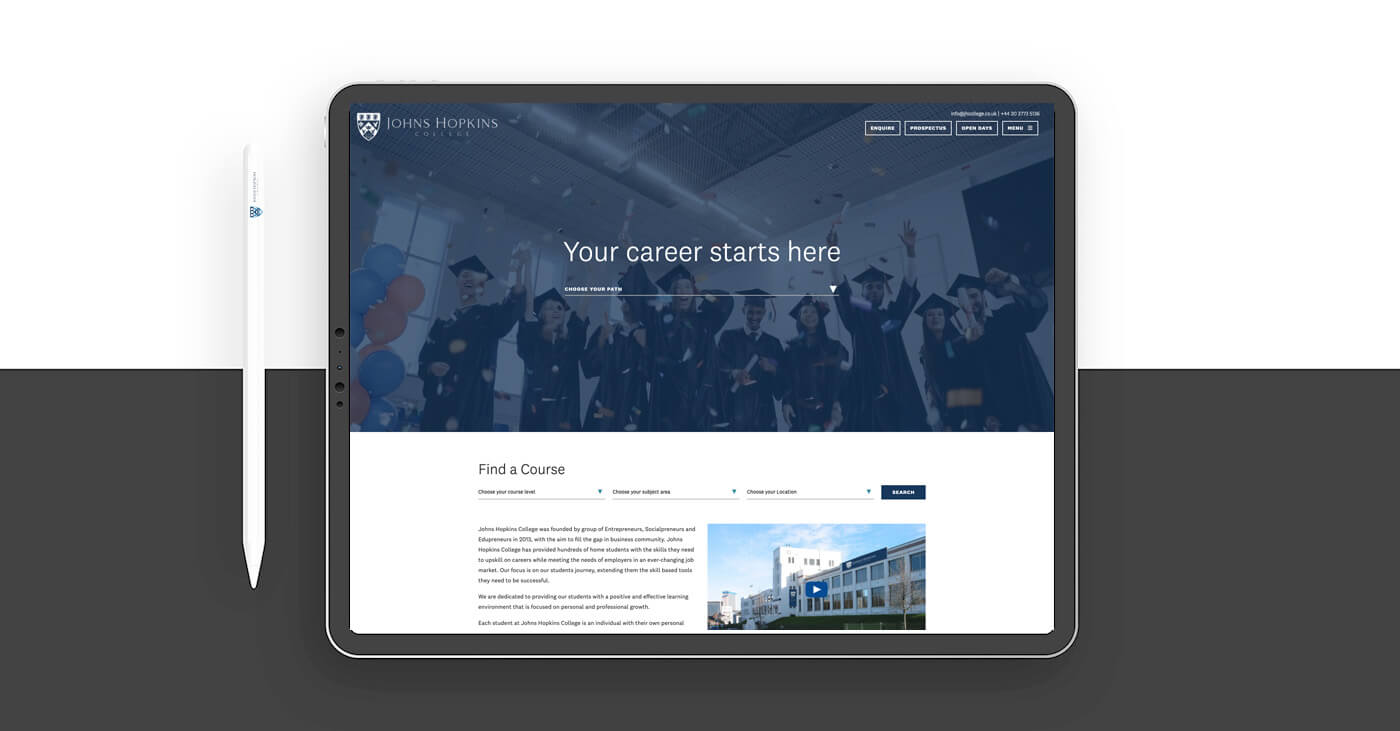 JOHNS HOPKINS
COLLEGE
info@jhcollege.co.uk | +44 20 3773 5136
ENQUIRE
PROSPECTUS
OPEN DAYS
MENU
Your career starts here
CHOOSE YOUR PATH
Find a Course
Choose your course level
Choose your subject area
Choose your Location
SEARCH
Johns Hopkins College was founded by group of Entrepreneurs, Socialpreneurs and
Edupreneurs in 2013, with the aim to fill the gap in business community, Johns
Hopkins College has provided hundreds of home students with the skills they need
to upskill on careers while meeting the needs of employers in an ever-changing job
market. Our focus is on our students journey, extending them the skill based tools
they need to be successful.
We are dedicated to providing our students with a positive and effective learning
environment that is focused on personal and professional growth.
Each student at Johns Hopkins College is an individual with their own personal